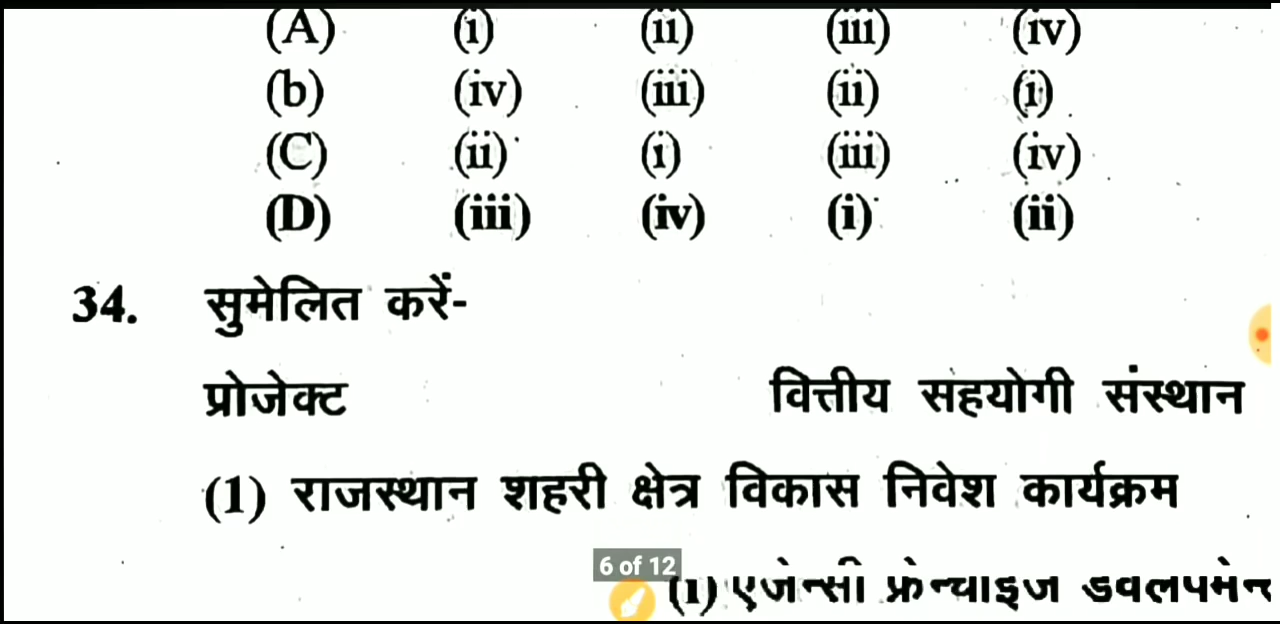 (A) (i) (ii) (iii) (iv)
(b) (iv) (iii) (ii) (i)
(C) (ii) (i) (iii) (iv)
(D) (iii) (iv) (i) (ii)
34. सुमेलित करें-
प्रोजेक्ट वित्तीय सहयोगी संस्थान
(1) राजस्थान शहरी क्षेत्र विकास निवेश कार्यक्रम
6 of 12
(i) एजेन्सी फ्रेन्चाइज